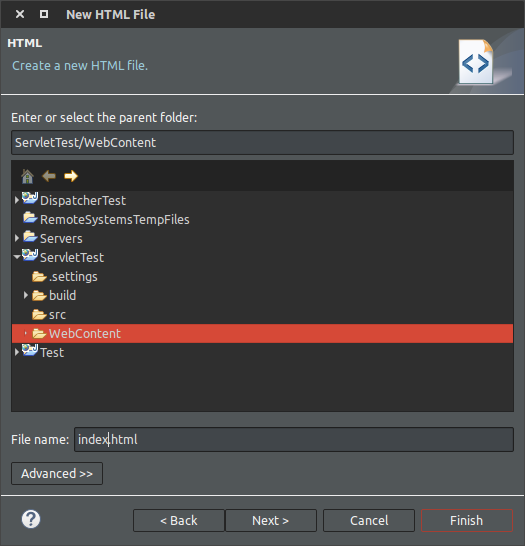 New HTML File
HTML
Create a new HTML file.
Enter or select the parent folder:
ServletTest/WebContent
DispatcherTest
RemoteSystemsTempFiles
Servers
ServletTest
.settings
build
src
WebContent
Test
File name: index.html
Advanced >>
? < Back Next > Cancel Finish